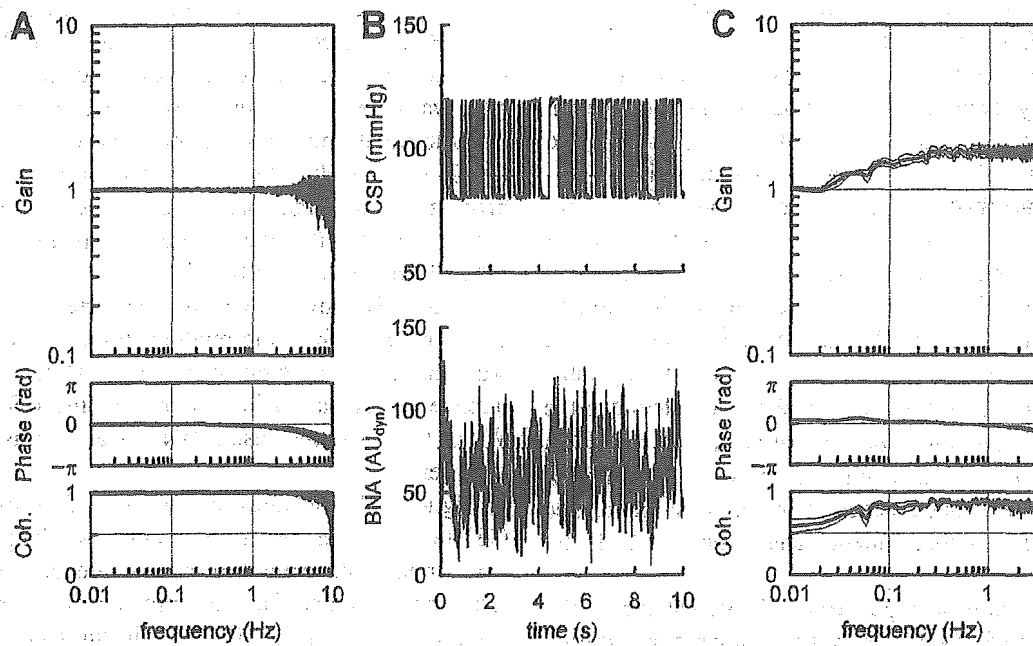 A
10
1
0.1
Gain
π
0
−π
Phase (rad)
1
0
Coh.
0.01
0.1
1
10
frequency (Hz)
B
150
100
50
CSP (mmHg)
150
100
50
0
BNA (AUdyn)
0
2
4
6
8
10
time (s)
C
10
1
0.1
Gain
π
0
−π
Phase (rad)
1
0
Coh.
0.01
0.1
1
frequency (Hz)